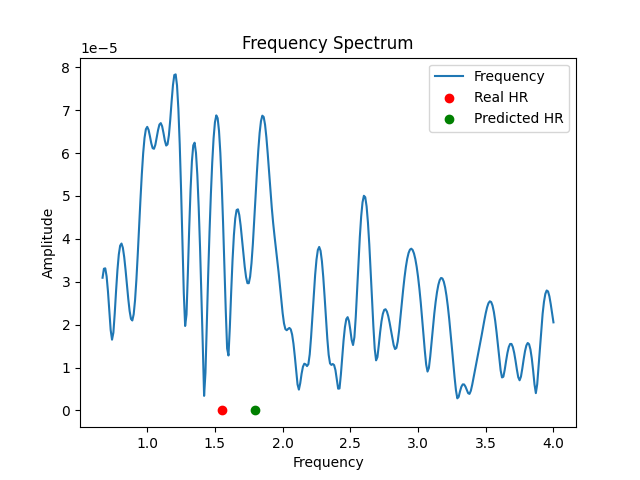 Frequency Spectrum
1e−5
Frequency
Real HR
Predicted HR
8
7
6
5
4
3
2
1
0
Amplitude
1.0 1.5 2.0 2.5 3.0 3.5 4.0
Frequency